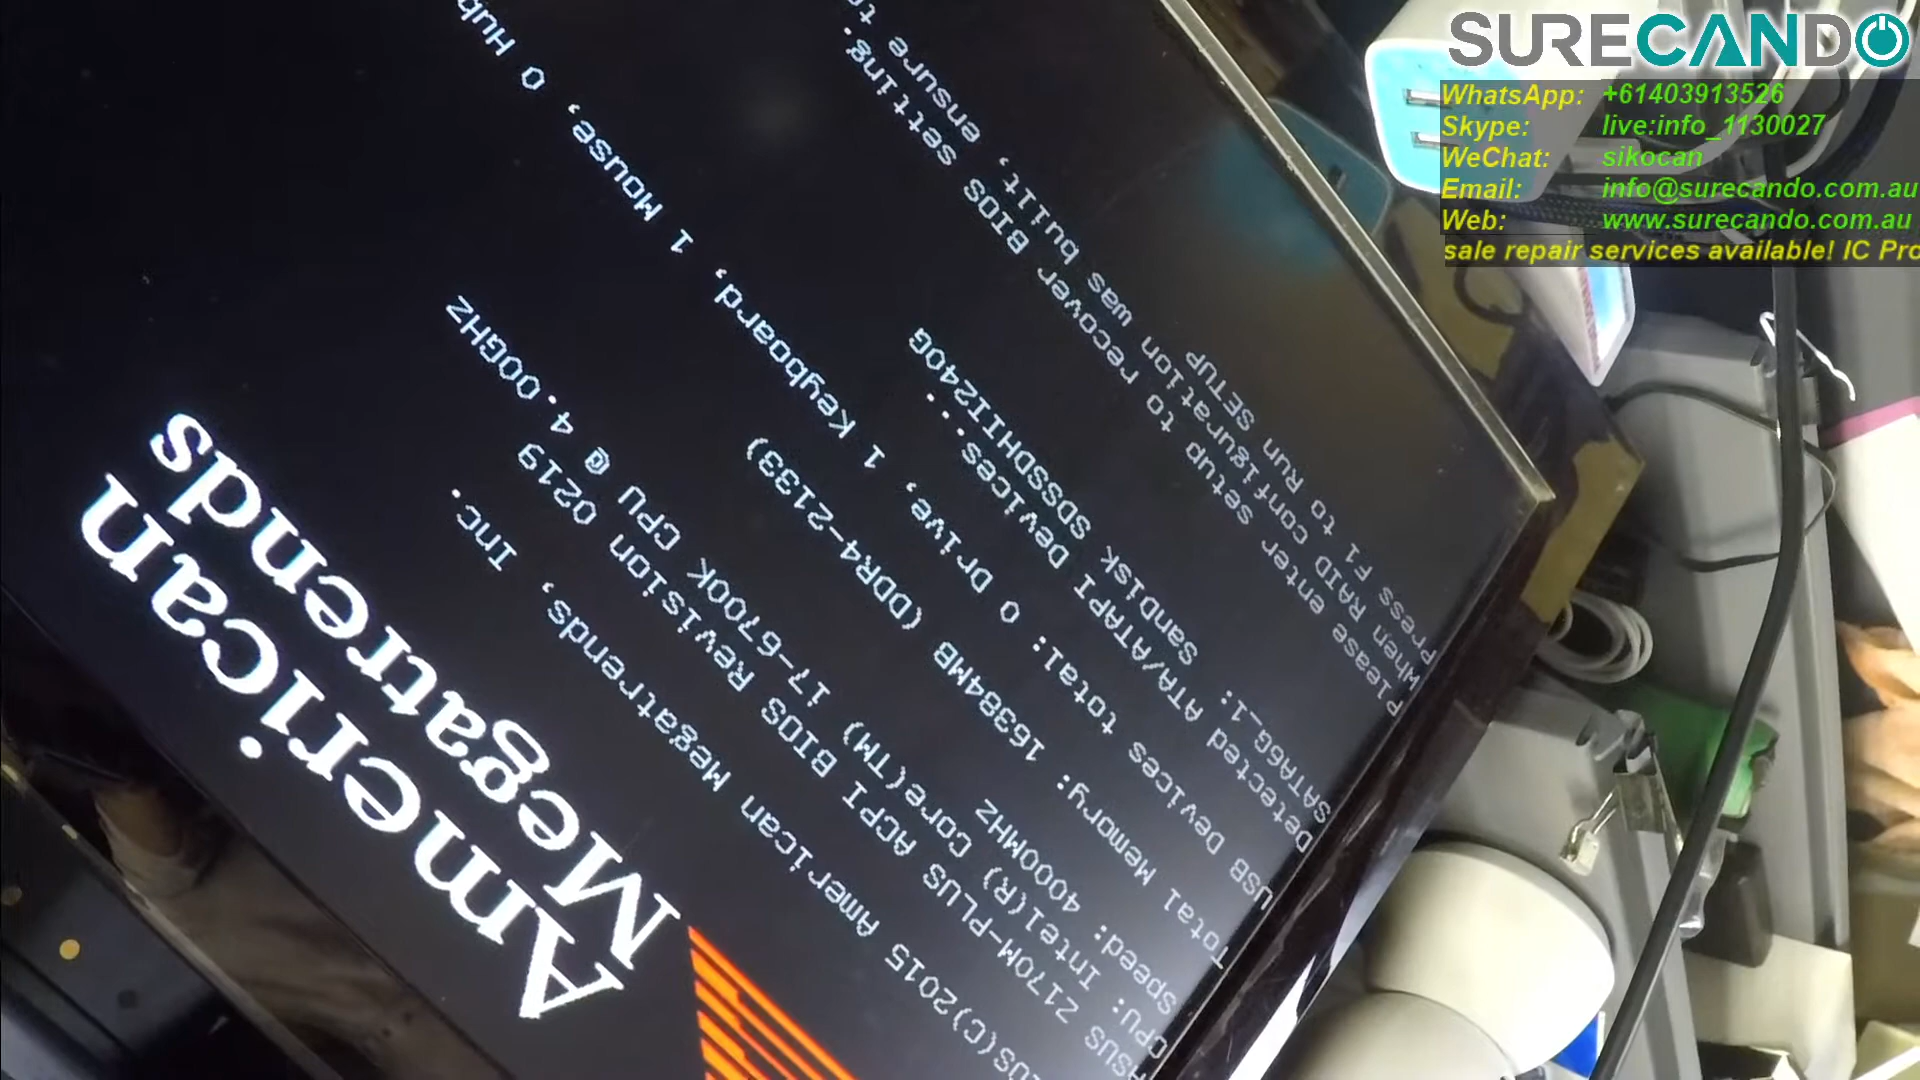 American
Megatrends
(C)2015 American Megatrends, Inc.
ASUS Z170M-PLUS ACPI BIOS Revision 0219
CPU: Intel(R) Core(TM) i7-6700K CPU @ 4.00GHz
Speed: 4000MHz
Total Memory: 16384MB (DDR4-2133)
USB Devices total: 0 Drive, 1 Keyboard, 1 Mouse, 0 Hub
Detected ATA/ATAPI Devices...
SATA6G_1: SanDisk SDSSDHII240G
Please enter setup to recover BIOS setting.
When RAID configuration was built, ensure to
Press F1 to Run SETUP
SURECANDO
WhatsApp: +61403913526
Skype: live:info_1130027
WeChat: sikocan
Email: info@surecando.com.au
Web: www.surecando.com.au
sale repair services available! IC Pro